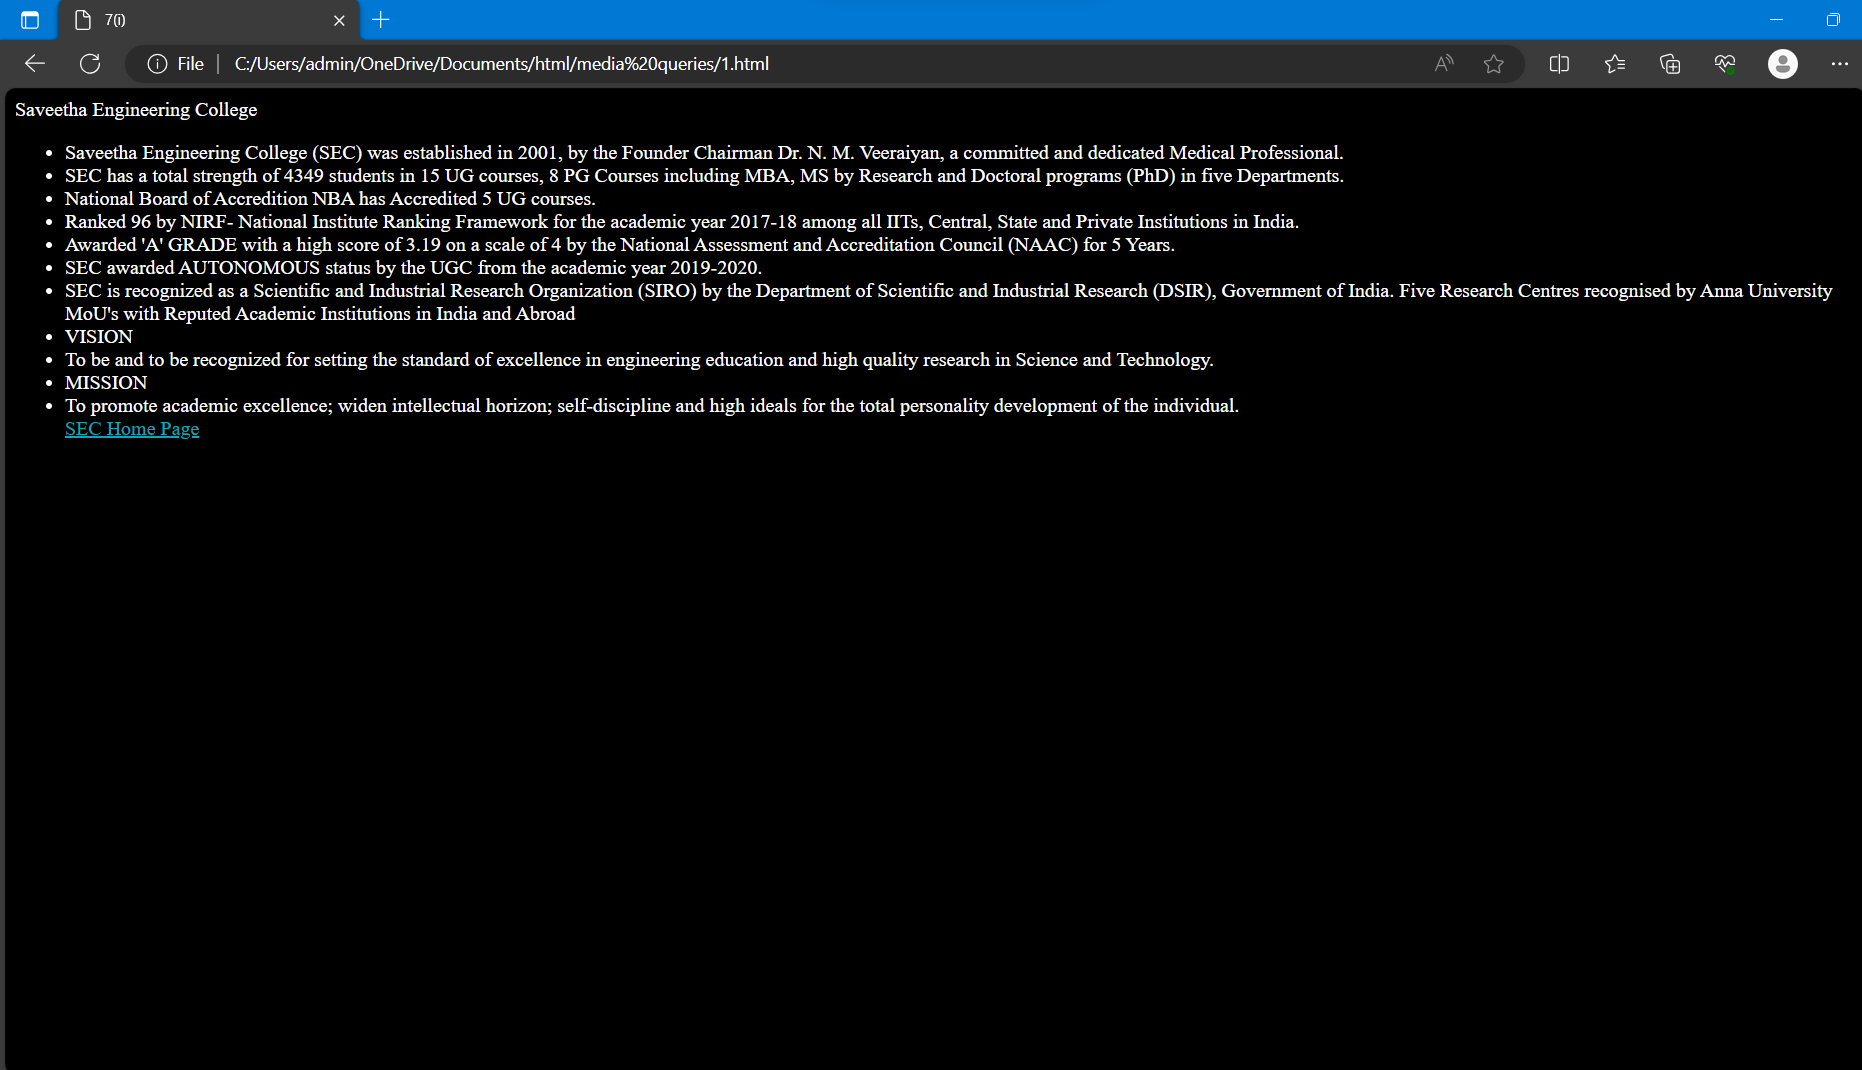 7(i)
File
C:/Users/admin/OneDrive/Documents/html/media%20queries/1.html
Saveetha Engineering College
Saveetha Engineering College (SEC) was established in 2001, by the Founder Chairman Dr. N. M. Veeraiyan, a committed and dedicated Medical Professional.
SEC has a total strength of 4349 students in 15 UG courses, 8 PG Courses including MBA, MS by Research and Doctoral programs (PhD) in five Departments.
National Board of Accredition NBA has Accredited 5 UG courses.
Ranked 96 by NIRF- National Institute Ranking Framework for the academic year 2017-18 among all IITs, Central, State and Private Institutions in India.
Awarded 'A' GRADE with a high score of 3.19 on a scale of 4 by the National Assessment and Accreditation Council (NAAC) for 5 Years.
SEC awarded AUTONOMOUS status by the UGC from the academic year 2019-2020.
SEC is recognized as a Scientific and Industrial Research Organization (SIRO) by the Department of Scientific and Industrial Research (DSIR), Government of India. Five Research Centres recognised by Anna University
MoU's with Reputed Academic Institutions in India and Abroad
VISION
To be and to be recognized for setting the standard of excellence in engineering education and high quality research in Science and Technology.
MISSION
To promote academic excellence; widen intellectual horizon; self-discipline and high ideals for the total personality development of the individual.
SEC Home Page